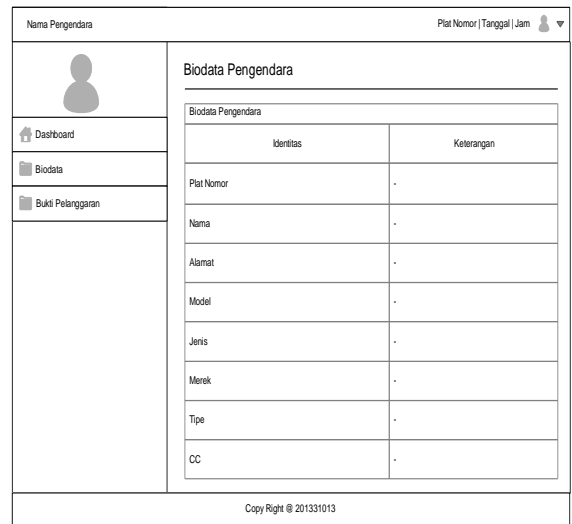 Nama Pengendara
Plat Nomor | Tanggal | Jam
Dashboard
Biodata
Bukti Pelanggaran
Biodata Pengendara
Biodata Pengendara
Identitas Keterangan
Plat Nomor -
Nama -
Alamat -
Model -
Jenis -
Merek -
Tipe -
CC -
Copy Right @ 201331013